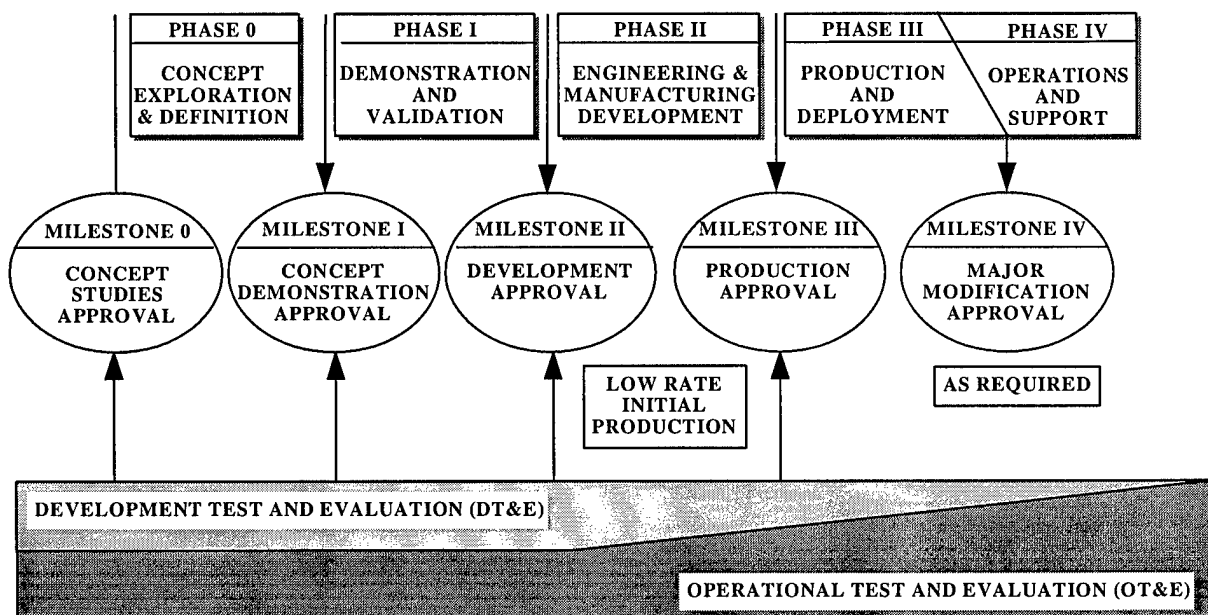 PHASE 0
CONCEPT
EXPLORATION
& DEFINITION
PHASE I
DEMONSTRATION
AND
VALIDATION
PHASE II
ENGINEERING &
MANUFACTURING
DEVELOPMENT
PHASE III
PRODUCTION
AND
DEPLOYMENT
PHASE IV
OPERATIONS
AND
SUPPORT
MILESTONE 0
CONCEPT
STUDIES
APPROVAL
MILESTONE I
CONCEPT
DEMONSTRATION
APPROVAL
MILESTONE II
DEVELOPMENT
APPROVAL
MILESTONE III
PRODUCTION
APPROVAL
MILESTONE IV
MAJOR
MODIFICATION
APPROVAL
LOW RATE
INITIAL
PRODUCTION
AS REQUIRED
DEVELOPMENT TEST AND EVALUATION (DT&E)
OPERATIONAL TEST AND EVALUATION (OT&E)